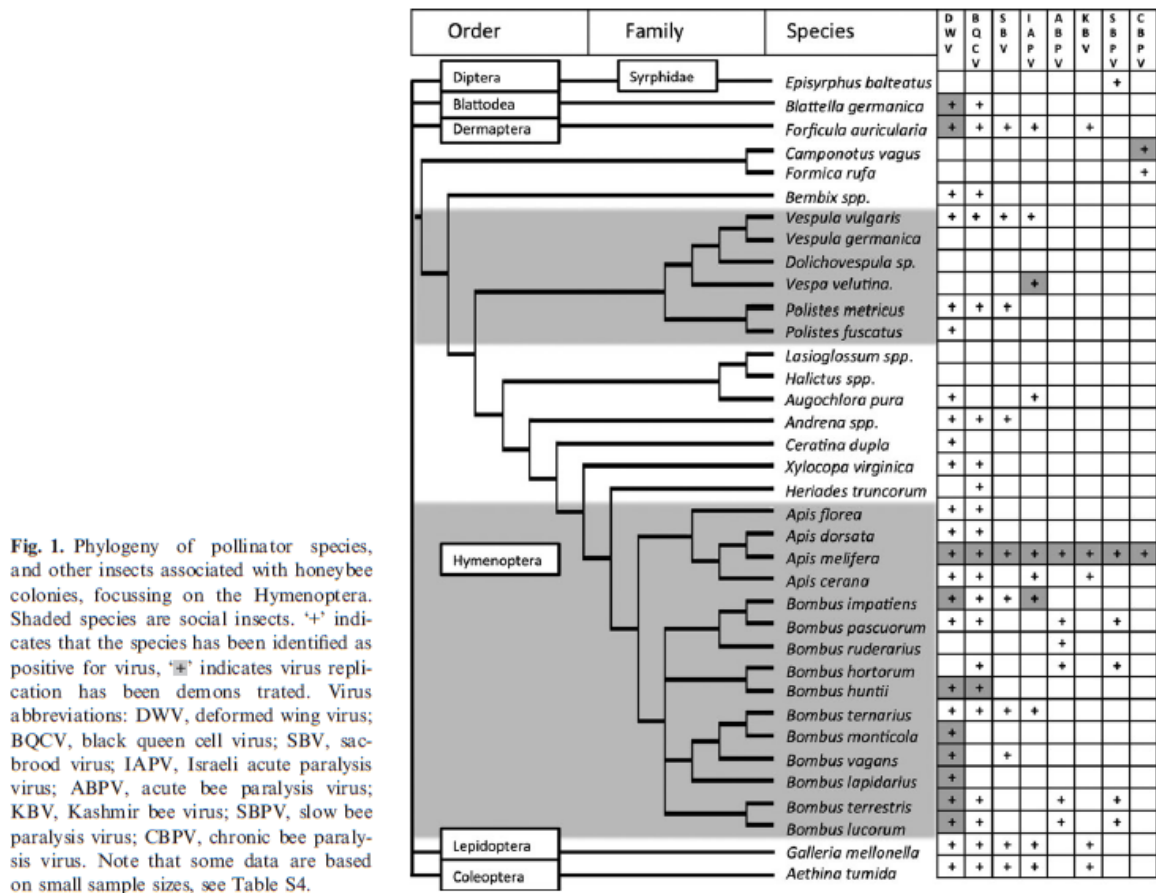 Order Family Species DWV BQCV SBV IAPV ABPV KBV SBPV CBPV
Diptera Syrphidae Episyrphus balteatus +
Blattodea Blattella germanica + +
Dermaptera Forficula auricularia + + + + +
Camponotus vagus +
Formica rufa +
Bembix spp. + +
Vespula vulgaris + + + +
Vespula germanica
Dolichovespula sp.
Vespa velutina. +
Polistes metricus + + +
Polistes fuscatus +
Lasioglossum spp.
Halictus spp.
Augochlora pura + +
Andrena spp. + + +
Ceratina dupla +
Xylocopa virginica + +
Heriades truncorum +
Apis florea + +
Apis dorsata + +
Hymenoptera Apis melifera + + + + + + + +
Apis cerana + + + +
Bombus impatiens + + + +
Bombus pascuorum + + + +
Bombus ruderarius +
Bombus hortorum + + +
Bombus huntii + +
Bombus ternarius + + + +
Bombus monticola +
Bombus vagans + +
Bombus lapidarius +
Bombus terrestris + + + +
Bombus lucorum + + + +
Lepidoptera Galleria mellonella + + + + +
Coleoptera Aethina tumida + + + + +
Fig. 1. Phylogeny of pollinator species,
and other insects associated with honeybee
colonies, focussing on the Hymenoptera.
Shaded species are social insects. ‘+’ indi-
cates that the species has been identified as
positive for virus, ‘+’ indicates virus repli-
cation has been demons trated. Virus
abbreviations: DWV, deformed wing virus;
BQCV, black queen cell virus; SBV, sac-
brood virus; IAPV, Israeli acute paralysis
virus; ABPV, acute bee paralysis virus;
KBV, Kashmir bee virus; SBPV, slow bee
paralysis virus; CBPV, chronic bee paraly-
sis virus. Note that some data are based
on small sample sizes, see Table S4.